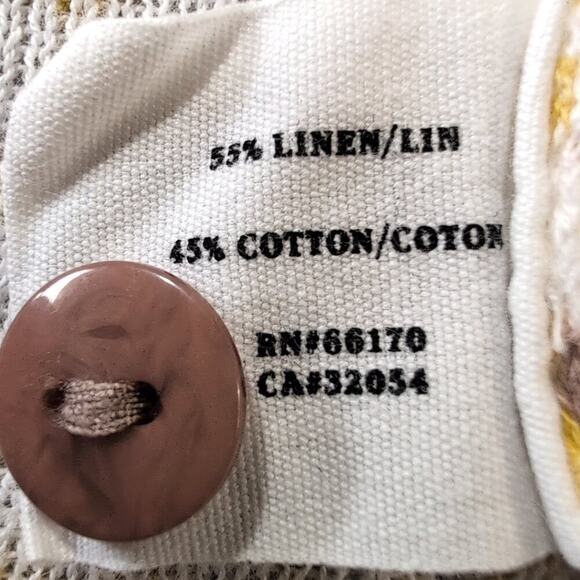 55% LINEN/LIN
45% COTTON/COTON
RN#66170
CA#32054